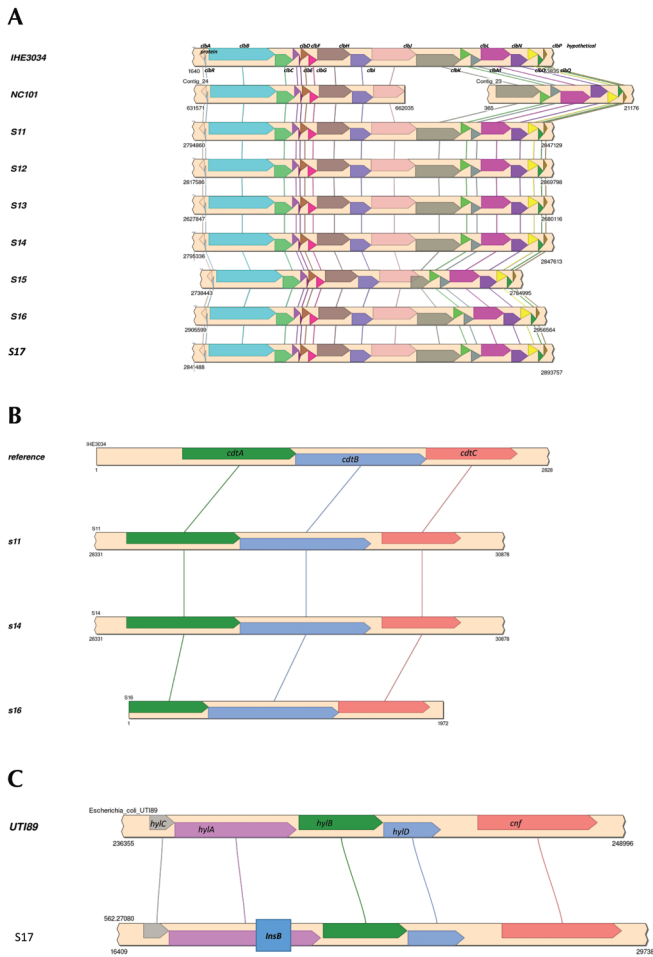 A
clbA clbB clbD clbF clbH clbJ clbL clbN clbP hypothetical
protein
IHE3034
1640 clbR clbC clbE clbG clbI clbK clbM clbO clbQ
Contig_24 Contig_23
NC101
631571 662035 365 21176
S11
2794860 2847129
S12
2817586 2869798
S13
2627847 2680116
S14
2795336 2847613
S15
2738443 2784995
S16
2905599 2956564
S17
2841488 2893757
B
IHE3034
reference cdtA cdtB cdtC
1 2828
S11
s11
28331 30878
S14
s14
28331 30878
S16
s16
1 1972
C
Escherichia_coli_UTI89
UTI89 hylC hylA hylB hylD cnf
236355 248996
562.27080
S17 InsB
16409 29738